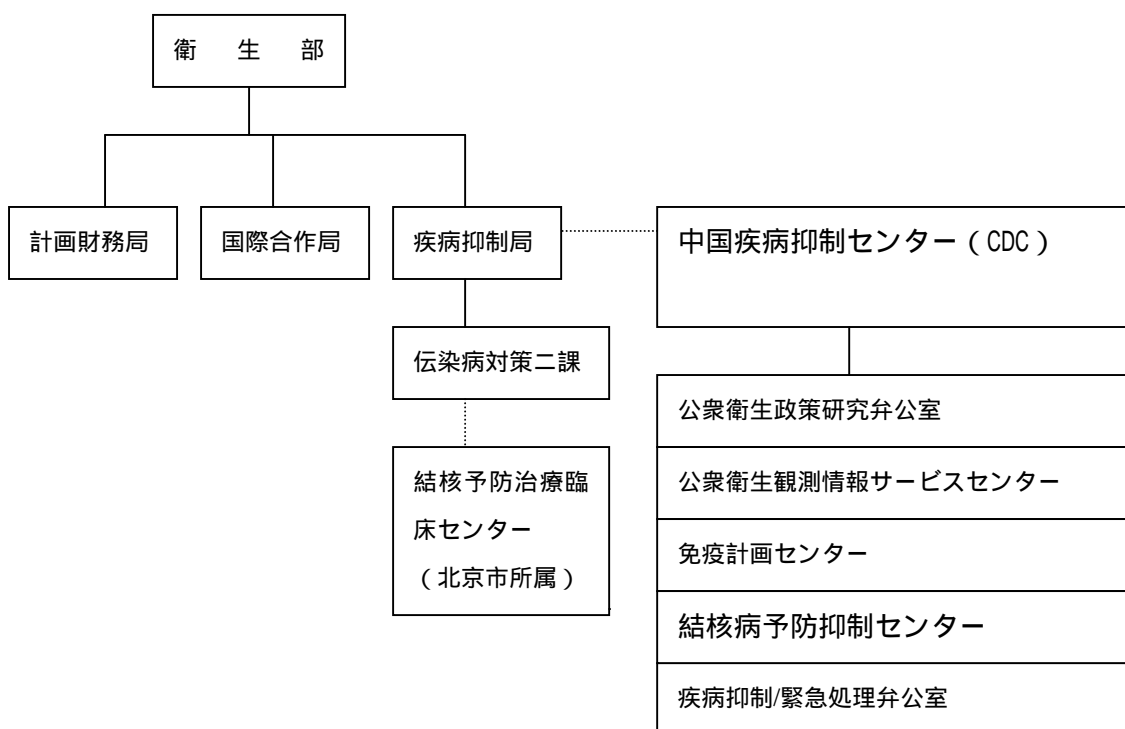 衛 生 部
計画財務局
国際合作局
疾病抑制局
中国疾病抑制センター（CDC）
伝染病対策二課
結核予防治療臨
床センター
（北京市所属）
公衆衛生政策研究弁公室
公衆衛生観測情報サービスセンター
免疫計画センター
結核病予防抑制センター
疾病抑制/緊急処理弁公室